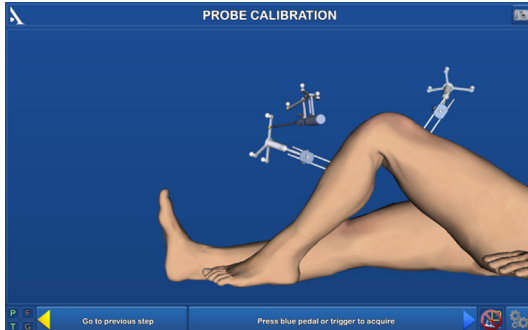 PROBE CALIBRATION
P F
T G
Go to previous step
Press blue pedal or trigger to acquire